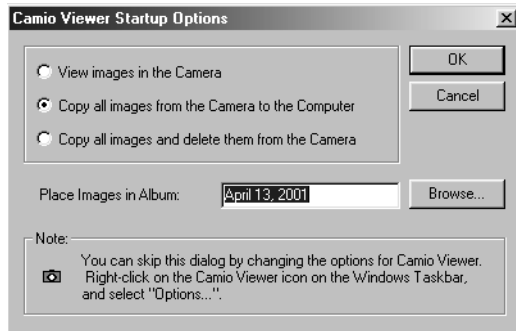 Camio Viewer Startup Options
View images in the Camera
OK
Copy all images from the Camera to the Computer
Cancel
Copy all images and delete them from the Camera
Place Images in Album:
April 13, 2001
Browse...
Note:
You can skip this dialog by changing the options for Camio Viewer.
Right-click on the Camio Viewer icon on the Windows Taskbar,
and select "Options...".